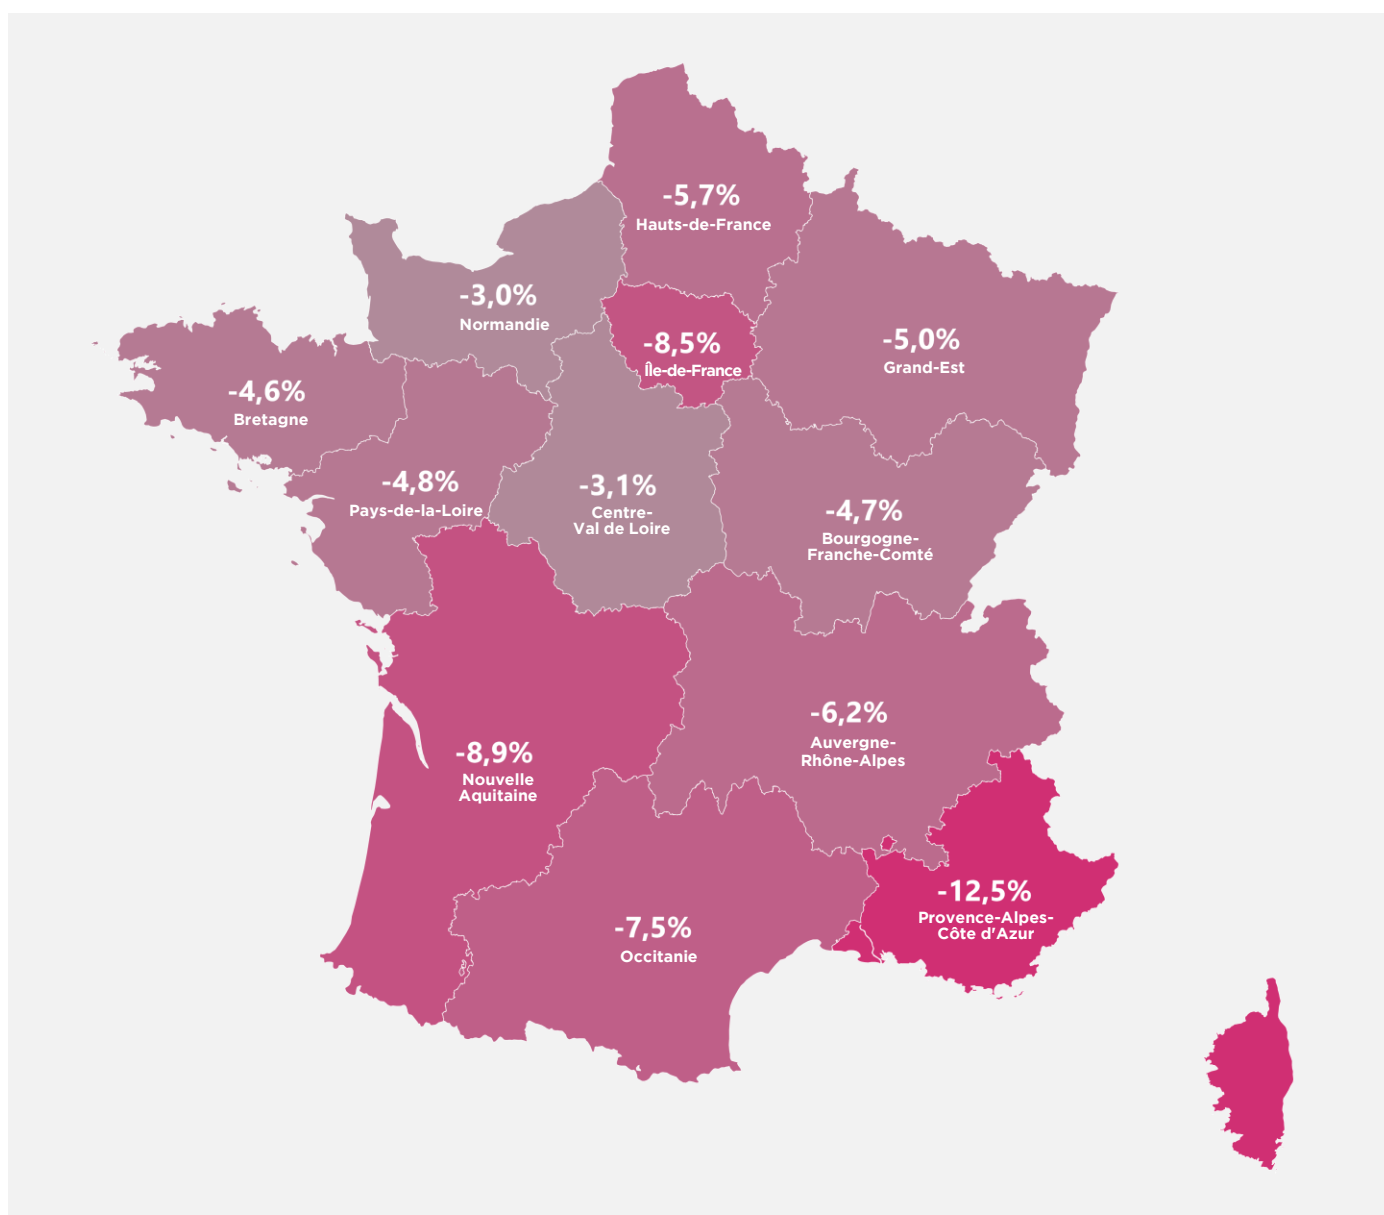 -5,7%
Hauts-de-France
-3,0%
Normandie
-8,5%
Île-de-France
-5,0%
Grand-Est
-4,6%
Bretagne
-4,8%
Pays-de-la-Loire
-3,1%
Centre-
Val de Loire
-4,7%
Bourgogne-
Franche-Comté
-8,9%
Nouvelle
Aquitaine
-6,2%
Auvergne-
Rhône-Alpes
-7,5%
Occitanie
-12,5%
Provence-Alpes-
Côte d'Azur